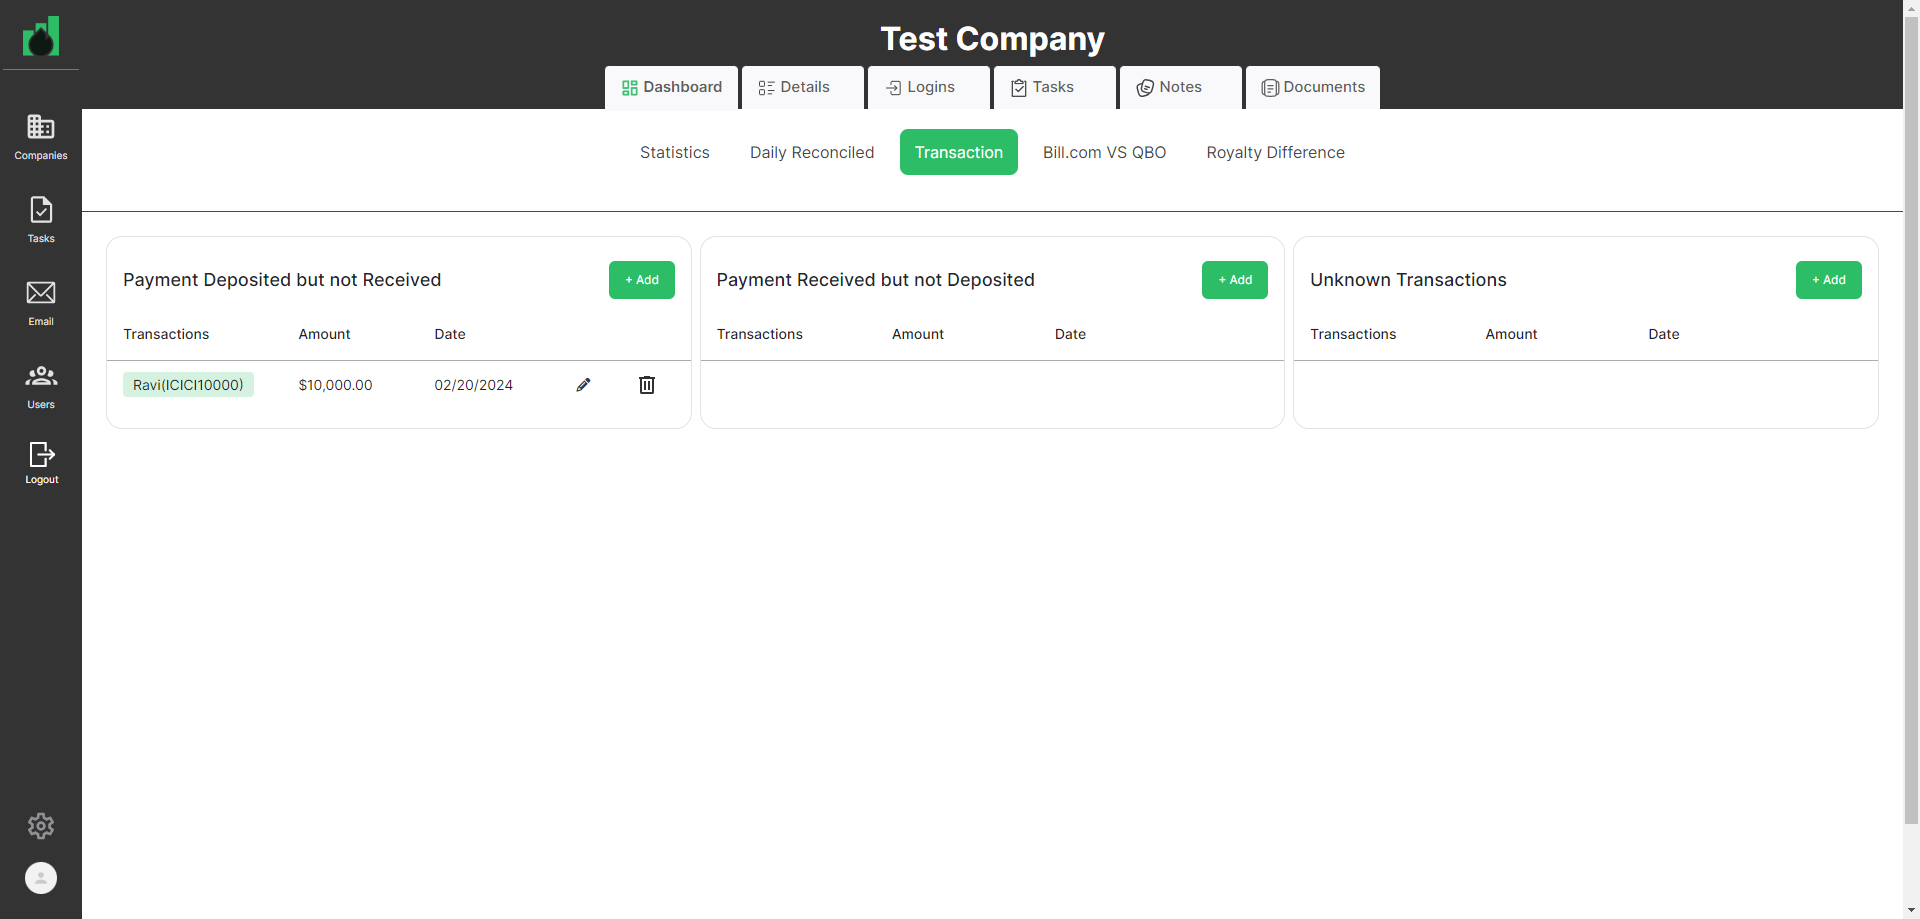 Test Company
Dashboard Details Logins Tasks Notes Documents
Companies
Tasks
Email
Users
Logout
Statistics Daily Reconciled Transaction Bill.com VS QBO Royalty Difference
Payment Deposited but not Received + Add
Transactions Amount Date
Ravi(ICICI10000) $10,000.00 02/20/2024
Payment Received but not Deposited + Add
Transactions Amount Date
Unknown Transactions + Add
Transactions Amount Date